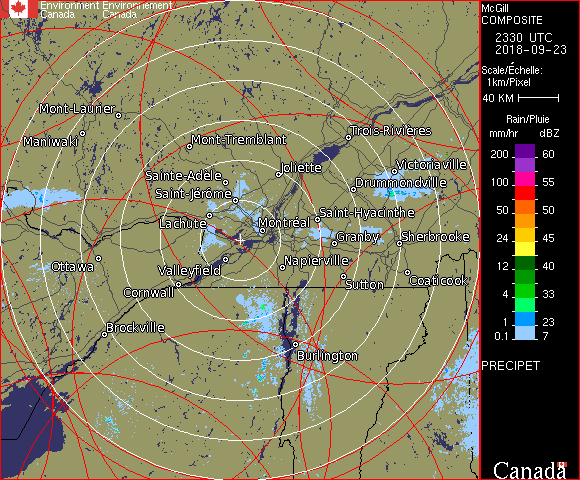 Environment Environnement
Canada Canada
McGill
COMPOSITE
2330 UTC
2018-09-23
Scale/Échelle:
1km/Pixel
40 KM
Rain/Pluie
mm/hr dBZ
200 60
100 55
50 50
24 45
12 40
4 33
1 23
0.1 7
PRECIPET
Canada
Mont-Laurier
Maniwaki
Mont-Tremblant
Trois-Rivières
Sainte-Adèle
Joliette
Victoriaville
Saint-Jérôme
Drummondville
Lachute
Montréal
Saint-Hyacinthe
Granby
Sherbrooke
Ottawa
Valleyfield
Napierville
Cornwall
Sutton
Coaticook
Brockville
Burlington